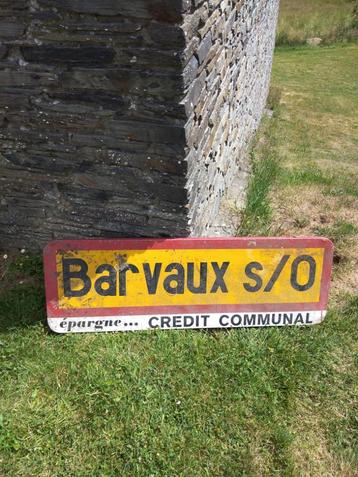 Barvaux s/O
épargne... CREDIT COMMUNAL